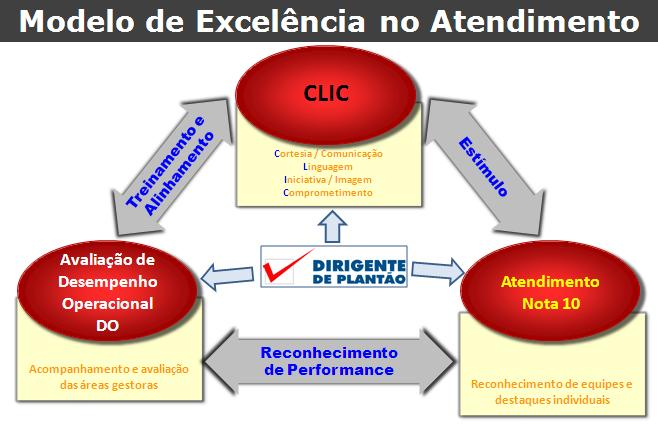 Modelo de Excelência no Atendimento
CLIC
Cortesia / Comunicação
Linguagem
Iniciativa / Imagem
Comprometimento
Treinamento e
Alinhamento
Estímulo
Avaliação de
Desempenho
Operacional
DO
DIRIGENTE
DE PLANTÃO
Atendimento
Nota 10
Acompanhamento e avaliação
das áreas gestoras
Reconhecimento
de Performance
Reconhecimento de equipes e
destaques individuais